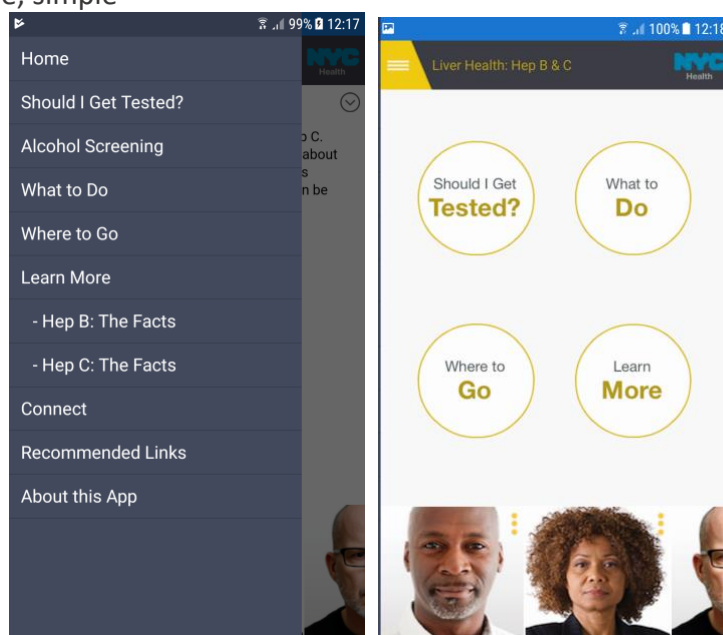 e, simple
99% 12:17
Home
NYC
Health
Should I Get Tested?
Alcohol Screening
C.
about
s
What to Do
n be
Where to Go
Learn More
- Hep B: The Facts
- Hep C: The Facts
Connect
Recommended Links
About this App
100% 12:18
Liver Health: Hep B & C
NYC
Health
Should I Get
Tested?
What to
Do
Where to
Go
Learn
More